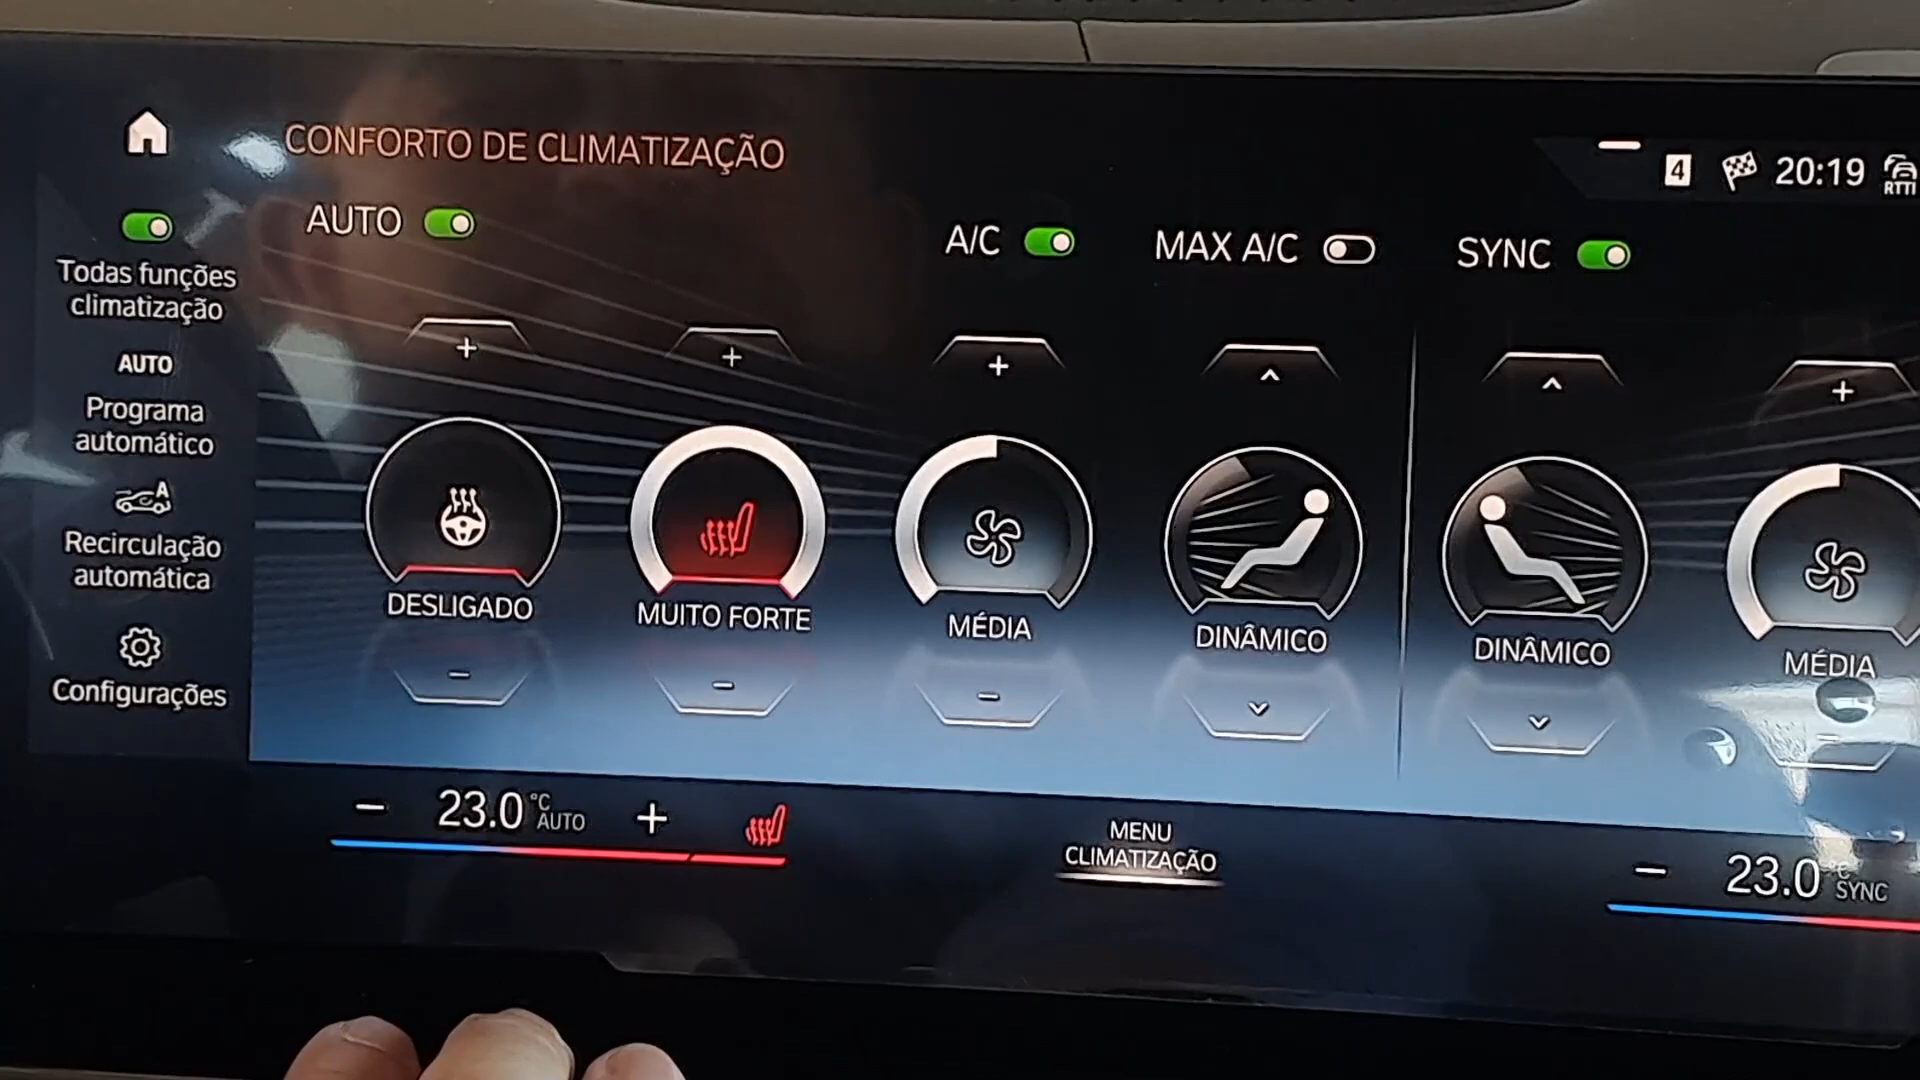 CONFORTO DE CLIMATIZAÇÃO
4
20:19
RTTI
AUTO
A/C
MAX A/C
SYNC
Todas funções
climatização
AUTO
Programa
automático
A
Recirculação
automática
Configurações
DESLIGADO
MUITO FORTE
MÉDIA
DINÂMICO
DINÂMICO
MÉDIA
23.0 °C
AUTO
MENU
CLIMATIZAÇÃO
23.0 °C
SYNC